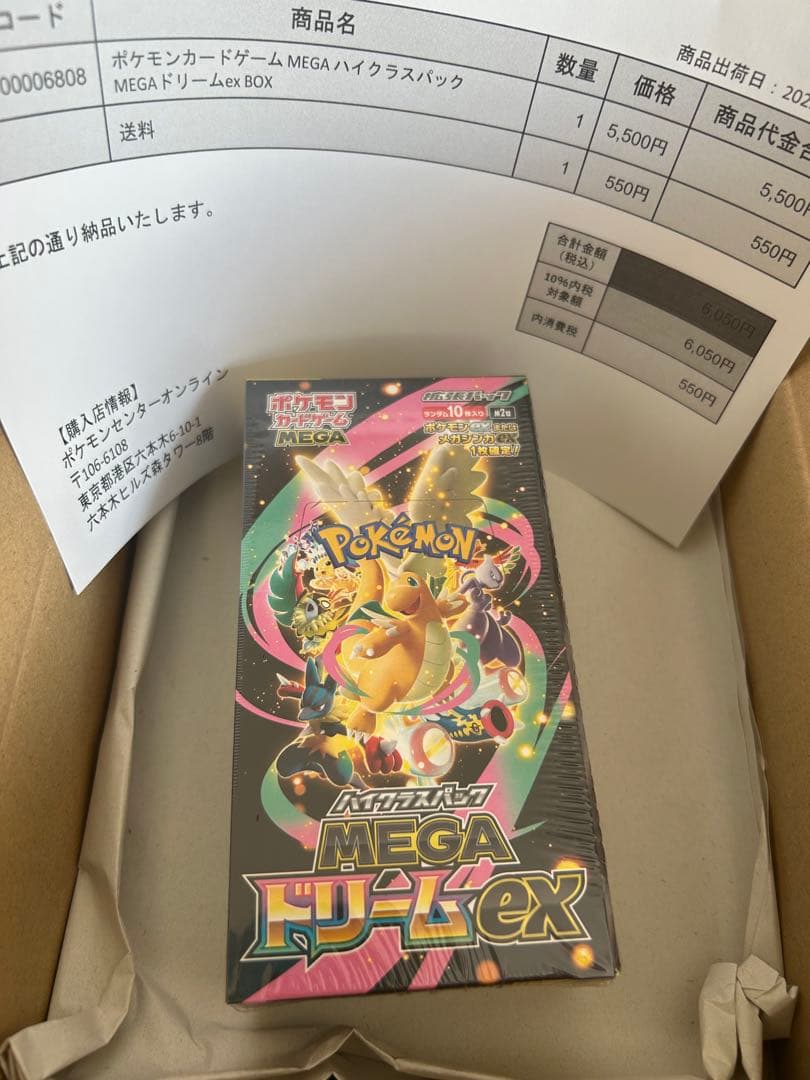 コード
商品名
数量
価格
商品代金合
商品出荷日：202
00006808
ポケモンカードゲーム MEGA ハイクラスパック
MEGAドリームex BOX
1
5,500円
5,500円
送料
1
550円
550円
上記の通り納品いたします。
合計金額
(税込)
6,050円
10%内税
対象額
6,050円
内消費税
550円
【購入店情報】
ポケモンセンターオンライン
〒106-6108
東京都港区六本木6-10-1
六本木ヒルズ森タワー8階
ポケモン
カードゲーム
MEGA
拡張パック
ランダム10枚入り
ポケモンexまたは
メガシンカex
1枚確定!
POKéMON
ハイクラスパック
MEGA
ドリームex